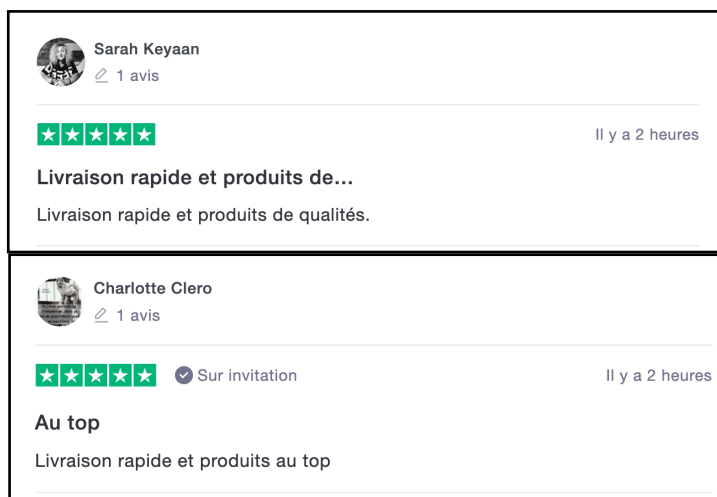 Sarah Keyaan
1 avis
Il y a 2 heures
Livraison rapide et produits de...
Livraison rapide et produits de qualités.
Charlotte Clero
1 avis
Sur invitation
Il y a 2 heures
Au top
Livraison rapide et produits au top